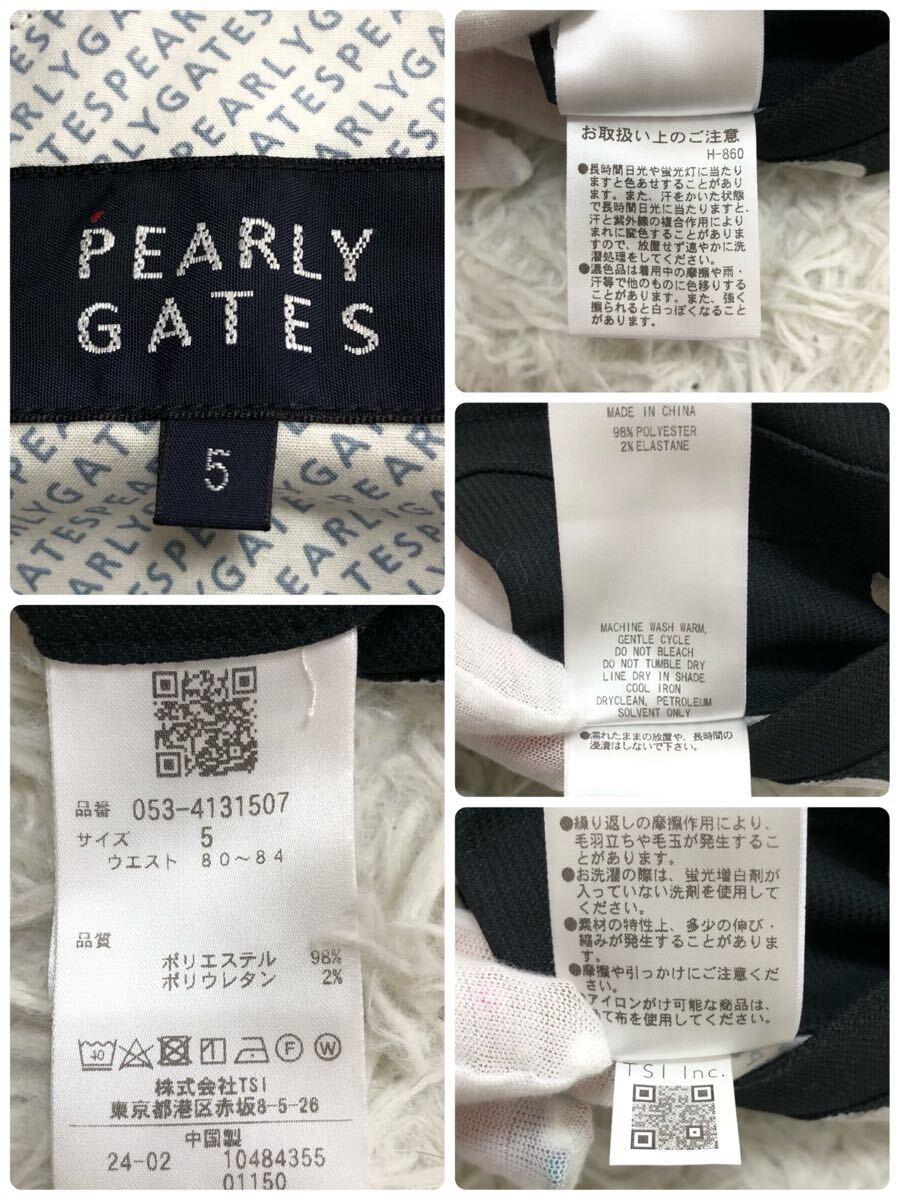 PEARLY
GATES
5
お取扱い上のご注意
H-860
●長時間日光や蛍光灯に当たり
ますと色あせすることがあり
ます。また、汗をかいた状態
で長時間日光に当たりますと、
汗と紫外線の複合作用により
まれに変色することがありま
すので、放置せず速やかに洗
濯処理をしてください。
●濃色品は着用中の摩擦や雨・
汗等で他のものに色移りする
ことがあります。また、強く
擦られると白っぽくなること
があります。
MADE IN CHINA
98% POLYESTER
2% ELASTANE
MACHINE WASH WARM,
GENTLE CYCLE
DO NOT BLEACH
DO NOT TUMBLE DRY
LINE DRY IN SHADE
COOL IRON
DRYCLEAN, PETROLEUM
SOLVENT ONLY
●濡れたままの放置や、長時間の
浸漬はしないで下さい。
品番 053-4131507
サイズ 5
ウエスト 80~84
品質
ポリエステル 98%
ポリウレタン 2%
40 F W
株式会社TSI
東京都港区赤坂8-5-26
中国製
24-02 10484355
01150
●繰り返しの摩擦作用により、
毛羽立ちや毛玉が発生するこ
とがあります。
●お洗濯の際は、蛍光増白剤が
入っていない洗剤を使用して
ください。
●素材の特性上、多少の伸び・
縮みが発生することがありま
す。
●摩擦や引っかけにご注意くだ
さい。
アイロンがけ可能な商品は、
て布を使用してください。
TSI Inc.